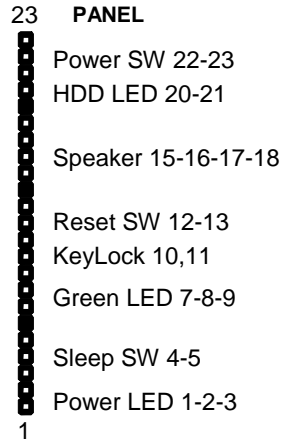 23 PANEL
Power SW 22-23
HDD LED 20-21
Speaker 15-16-17-18
Reset SW 12-13
KeyLock 10,11
Green LED 7-8-9
Sleep SW 4-5
Power LED 1-2-3
1